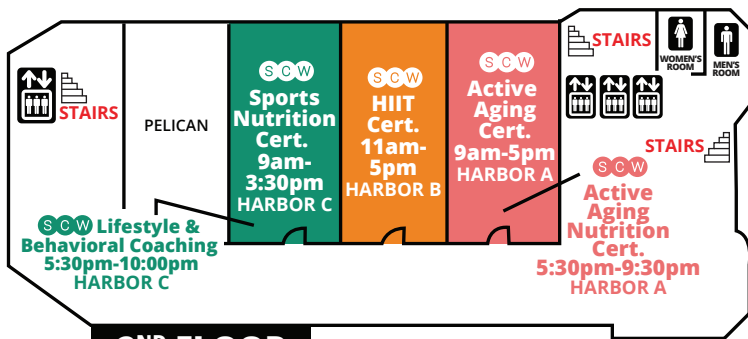 STAIRS
PELICAN
SCW
Sports
Nutrition
Cert.
9am-
3:30pm
HARBOR C
SCW
HIIT
Cert.
11am-
5pm
HARBOR B
SCW
Active
Aging
Cert.
9am-5pm
HARBOR A
STAIRS
WOMEN'S
ROOM
MEN'S
ROOM
STAIRS
SCW Lifestyle &
Behavioral Coaching
5:30pm-10:00pm
HARBOR C
SCW
Active
Aging
Nutrition
Cert.
5:30pm-9:30pm
HARBOR A
2ND FLOOR